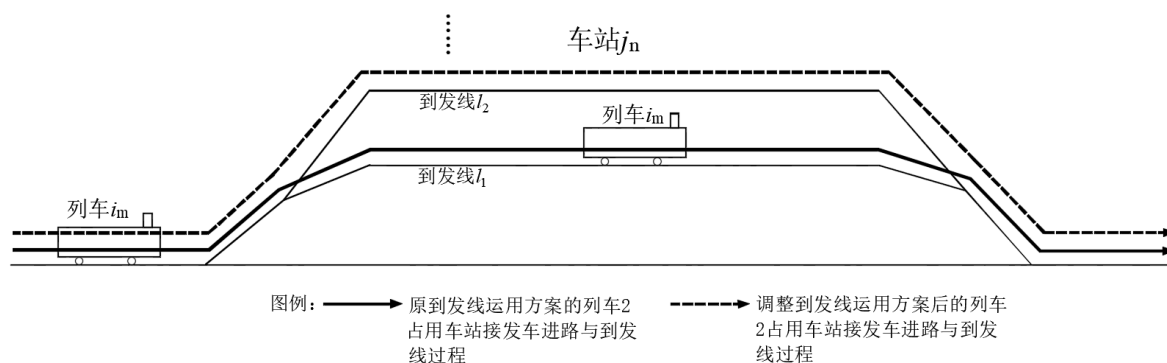 车站jn
到发线l2
列车im
到发线l1
列车im
图例：
原到发线运用方案的列车2
占用车站接发车进路与到发
线过程
调整到发线运用方案后的列车
2占用车站接发车进路与到发
线过程